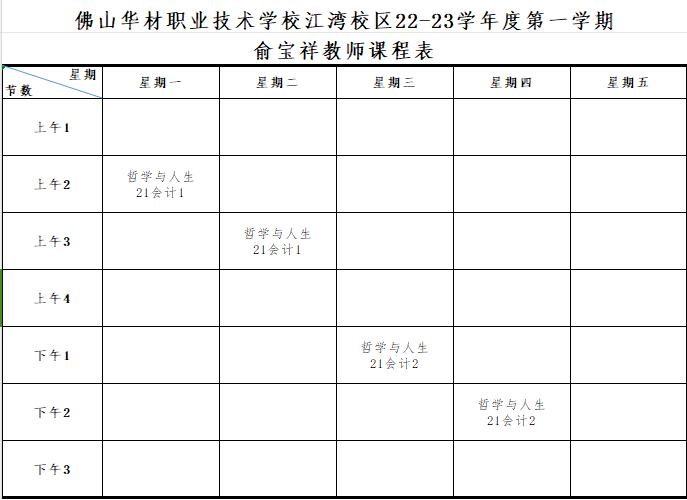 佛山华材职业技术学校江湾校区22-23学年度第一学期
俞宝祥教师课程表
星期
节数
星期一
星期二
星期三
星期四
星期五
上午1
上午2
哲学与人生
21会计1
上午3
哲学与人生
21会计1
上午4
下午1
哲学与人生
21会计2
下午2
哲学与人生
21会计2
下午3